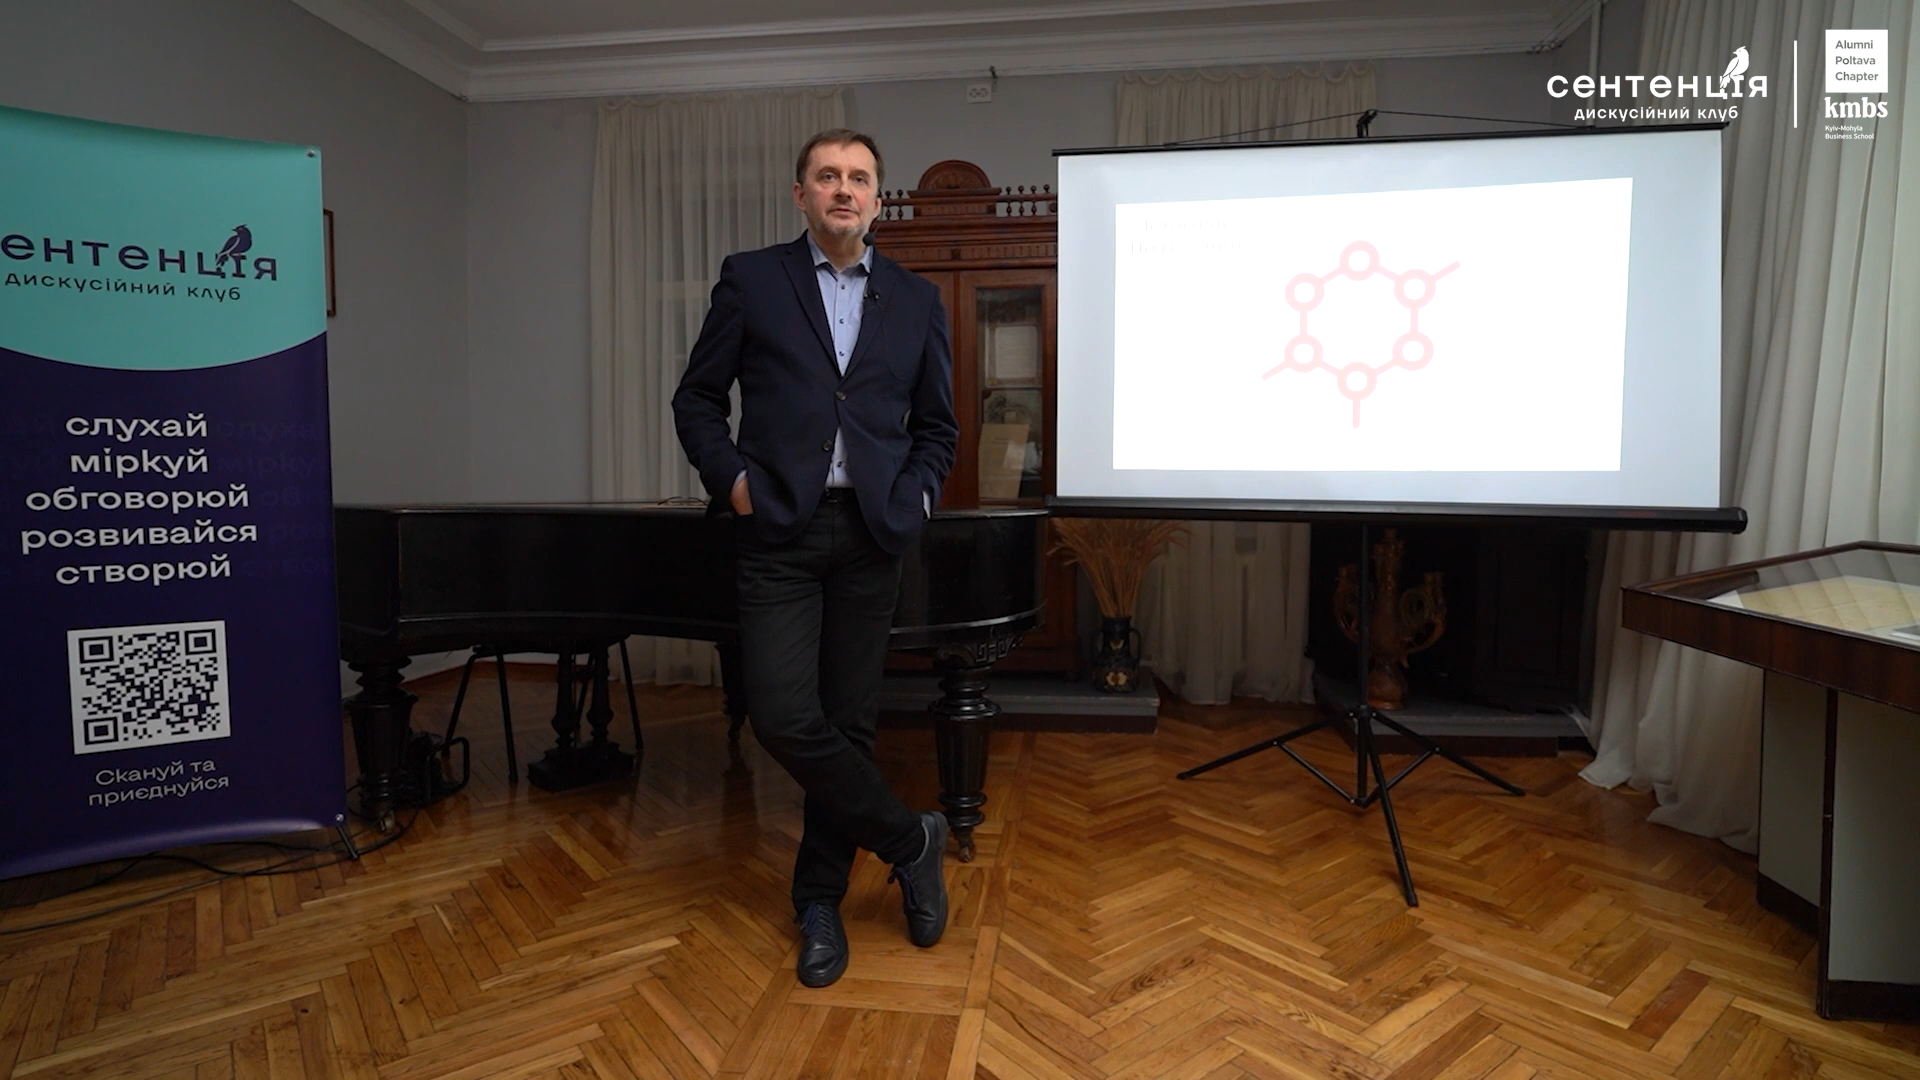 сентенція
дискусійний клуб
Alumni
Poltava
Chapter
kmbs
Kyiv-Mohyla
Business School
ентенція
дискусійний клуб
слухай
міркуй
обговорюй
розвивайся
створюй
Скануй та
приєднуйся